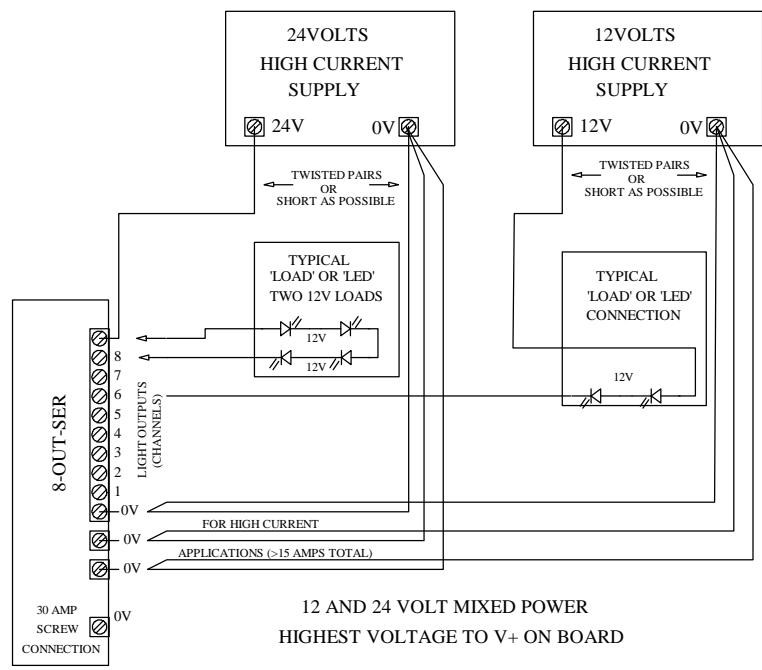 24VOLTS
HIGH CURRENT
SUPPLY
24V
0V
12VOLTS
HIGH CURRENT
SUPPLY
12V
0V
TWISTED PAIRS
OR
SHORT AS POSSIBLE
TWISTED PAIRS
OR
SHORT AS POSSIBLE
TYPICAL
'LOAD' OR 'LED'
TWO 12V LOADS
12V
12V
TYPICAL
'LOAD' OR 'LED'
CONNECTION
12V
8-OUT-SER
8
7
6
5
4
3
2
1
0V
0V
0V
0V
LIGHT OUTPUTS
(CHANNELS)
FOR HIGH CURRENT
APPLICATIONS (>15 AMPS TOTAL)
30 AMP
SCREW
CONNECTION
12 AND 24 VOLT MIXED POWER
HIGHEST VOLTAGE TO V+ ON BOARD